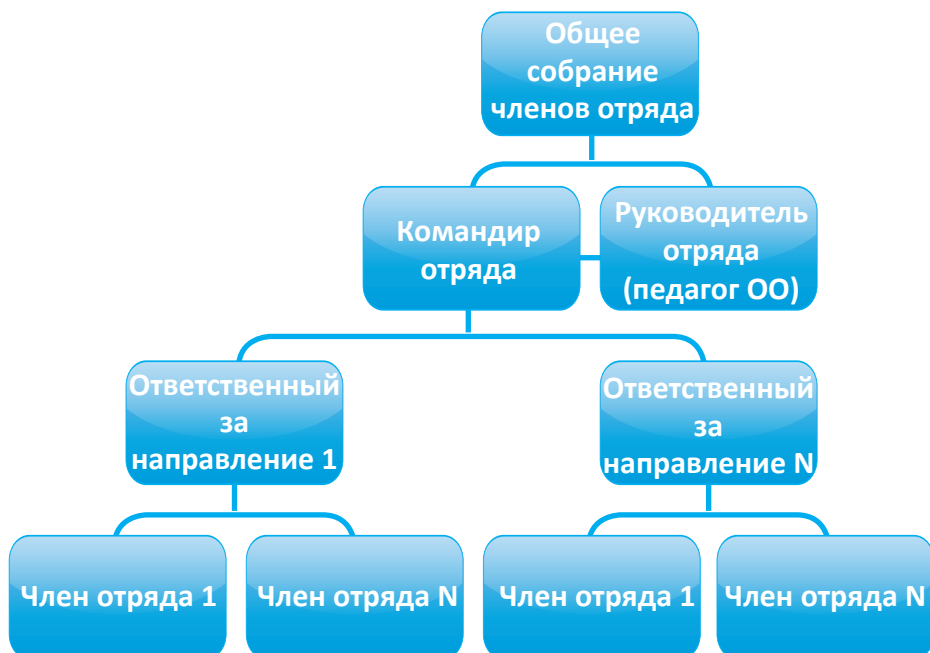 Общее
собрание
членов отряда
Командир
отряда
Руководитель
отряда
(педагог ОО)
Ответственный
за
направление 1
Ответственный
за
направление N
Член отряда 1
Член отряда N
Член отряда 1
Член отряда N